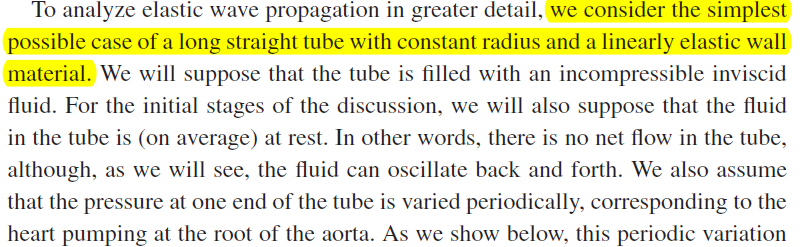 To analyze elastic wave propagation in greater detail, we consider the simplest
possible case of a long straight tube with constant radius and a linearly elastic wall
material. We will suppose that the tube is filled with an incompressible inviscid
fluid. For the initial stages of the discussion, we will also suppose that the fluid
in the tube is (on average) at rest. In other words, there is no net flow in the tube,
although, as we will see, the fluid can oscillate back and forth. We also assume
that the pressure at one end of the tube is varied periodically, corresponding to the
heart pumping at the root of the aorta. As we show below, this periodic variation